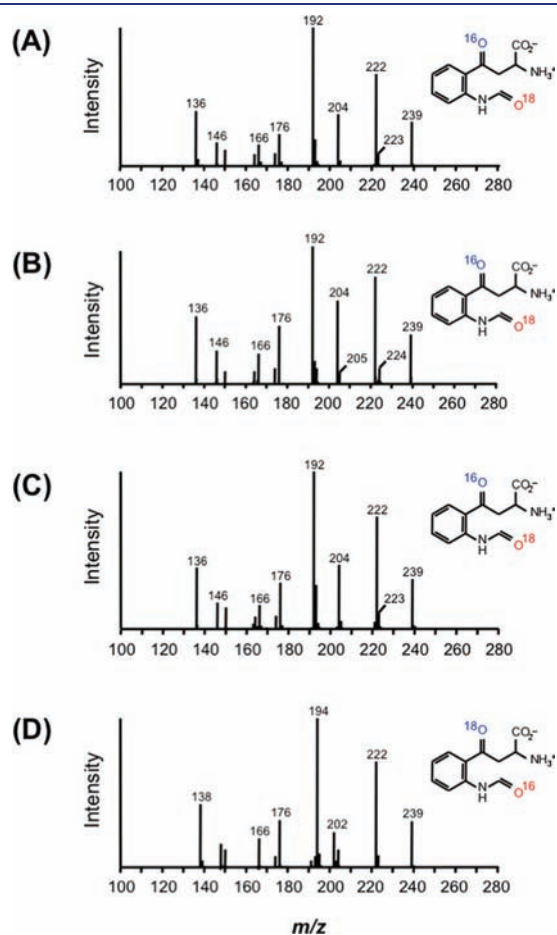 (A)
Intensity
192
222
136
204
239
146
166
176
223
100 120 140 160 180 200 220 240 260 280
16O
CO2−
NH3+
N
H
O18
(B)
Intensity
192
222
204
136
176
239
146
166
205
224
100 120 140 160 180 200 220 240 260 280
16O
CO2−
NH3+
N
H
O18
(C)
Intensity
192
222
136
204
239
146
166
176
223
100 120 140 160 180 200 220 240 260 280
16O
CO2−
NH3+
N
H
O18
(D)
Intensity
194
222
138
176
239
166
202
100 120 140 160 180 200 220 240 260 280
18O
CO2−
NH3+
N
H
O16
m/z